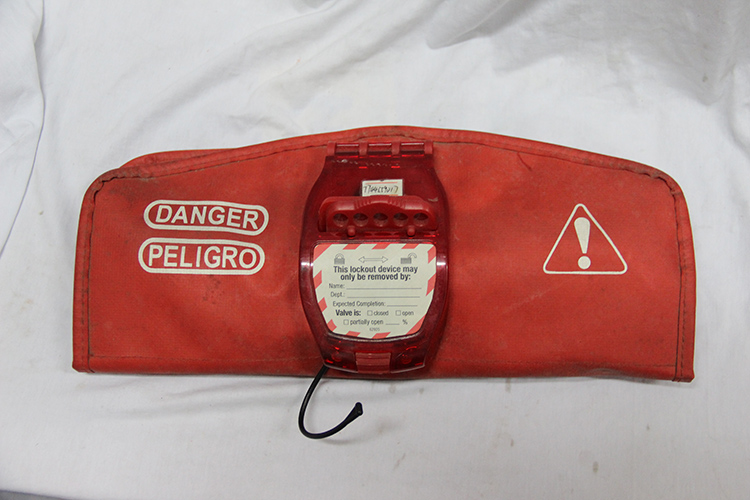 DANGER
PELIGRO
This lockout device may
only be removed by:
Name:
Dept.:
Expected Completion:
Valve is: ☐ closed ☐ open
☐ partially open ____ %